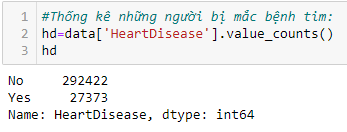 1 #Thống kê những người bị mắc bệnh tim:
2 hd=data['HeartDisease'].value_counts()
3 hd
No 292422
Yes 27373
Name: HeartDisease, dtype: int64